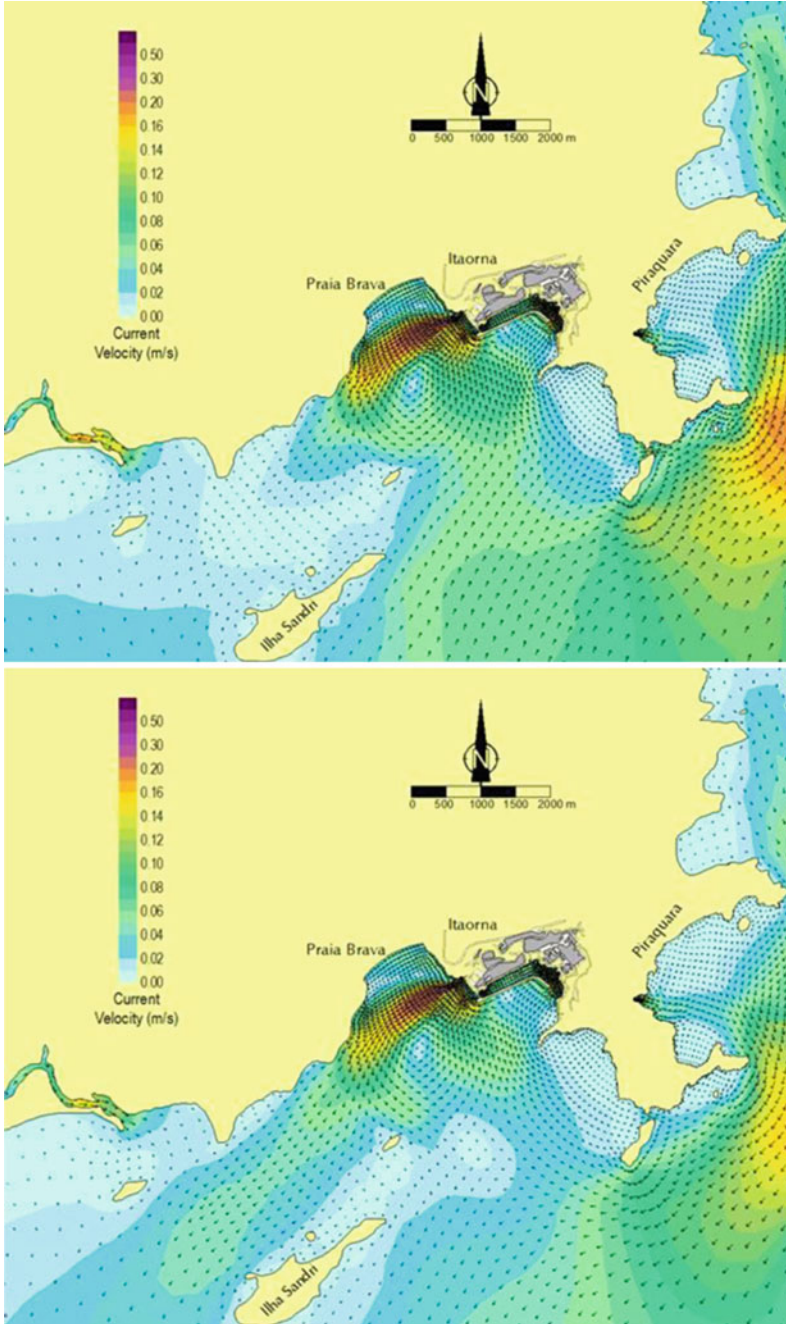 0.50
0.30
0.20
0.16
0.14
0.12
0.10
0.08
0.06
0.04
0.02
0.00
Current
Velocity (m/s)
N
0 500 1000 1500 2000 m
Itaorna
Praia Brava
Piraquara
Ilha Sandri
0.50
0.30
0.20
0.16
0.14
0.12
0.10
0.08
0.06
0.04
0.02
0.00
Current
Velocity (m/s)
N
0 500 1000 1500 2000 m
Itaorna
Praia Brava
Piraquara
Ilha Sandri